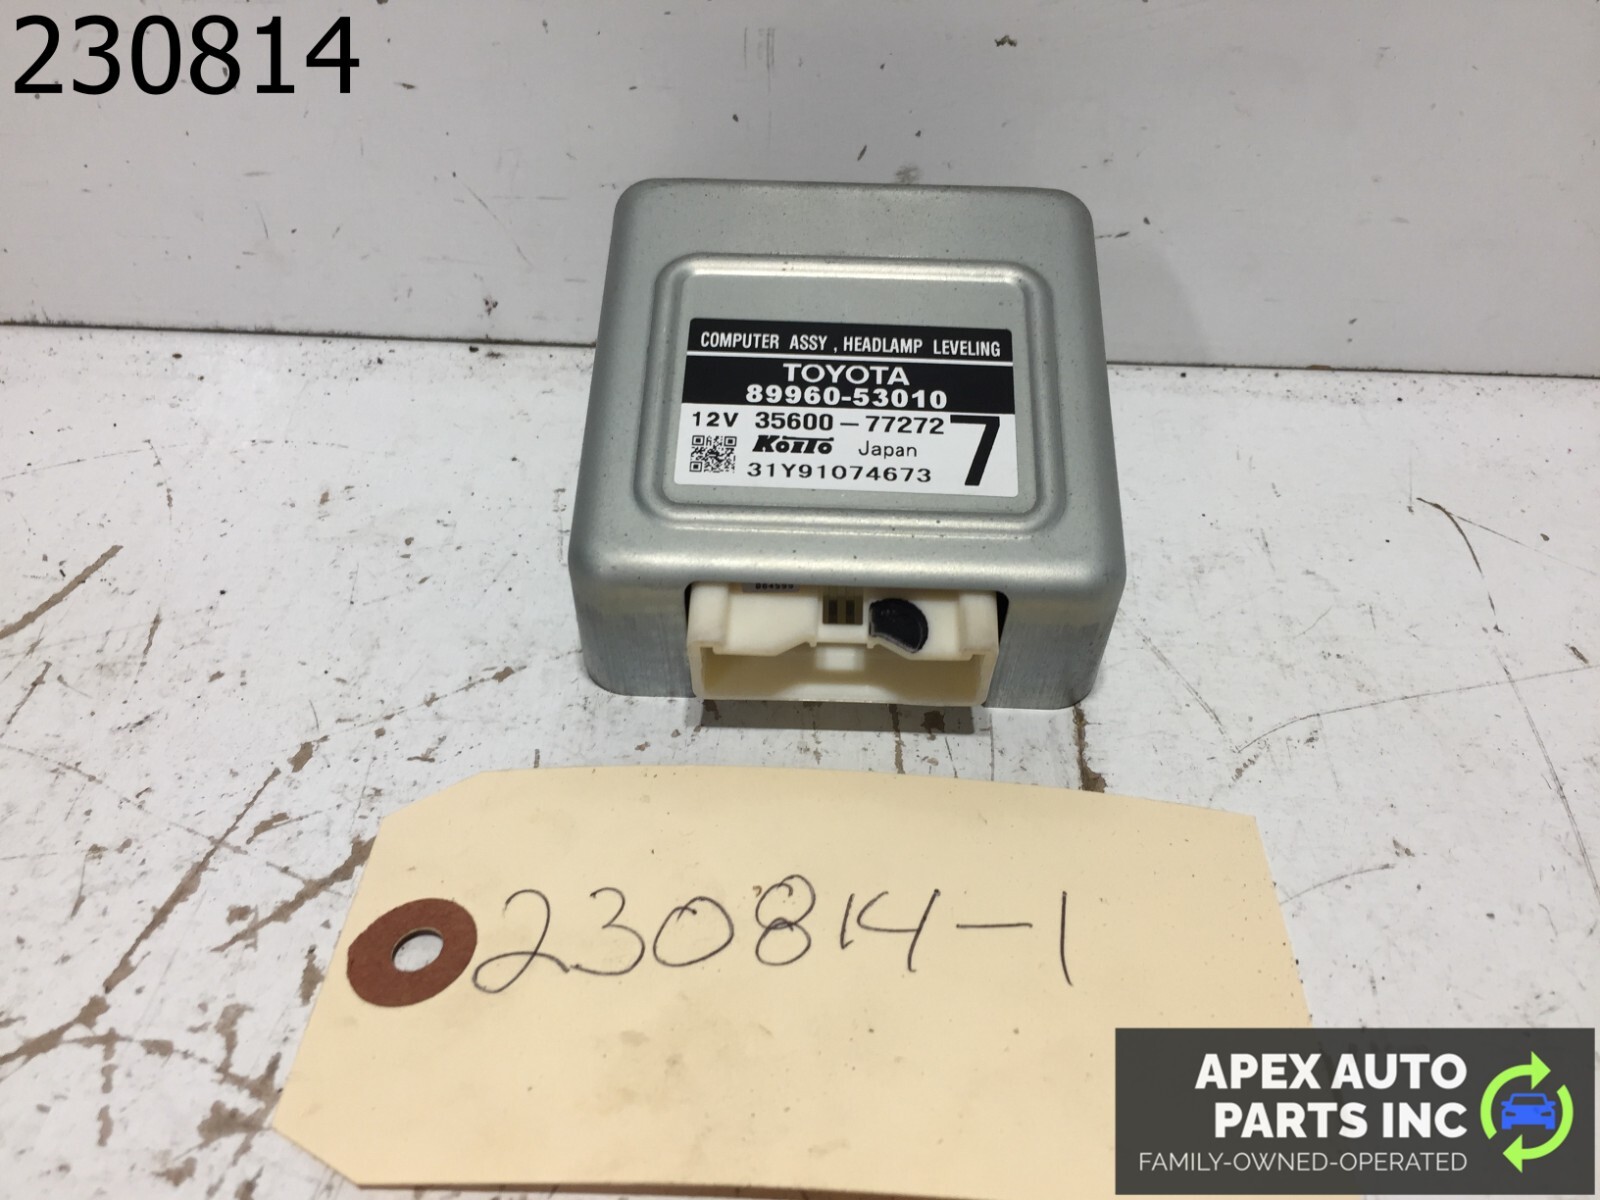 230814
COMPUTER ASSY , HEADLAMP LEVELING
TOYOTA
89960-53010
12V 35600-77272 7
KOITO Japan
31Y91074673
230814-1
APEX AUTO
PARTS INC
FAMILY-OWNED-OPERATED